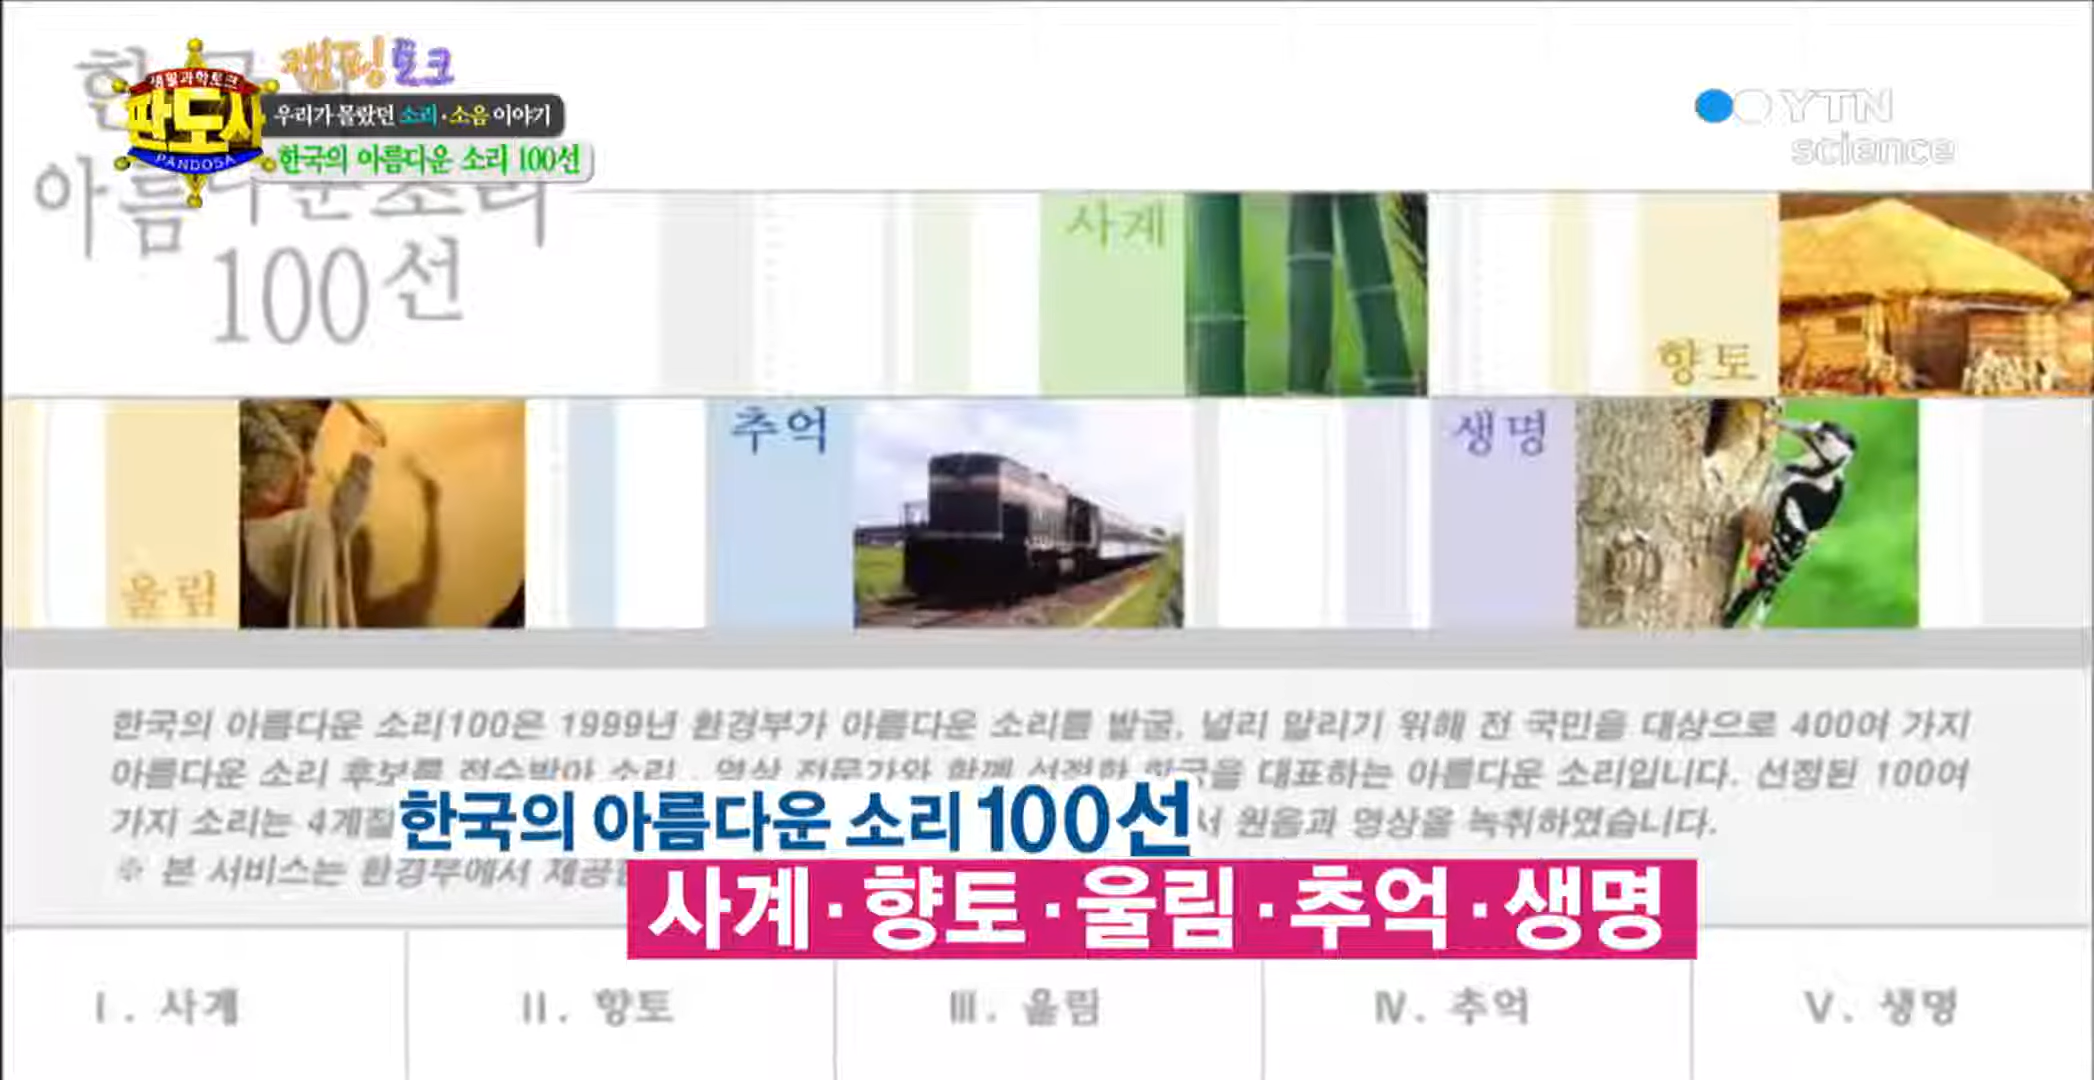 캠핑토크
생활과학토크
판도사
PANDOSA
우리가 몰랐던 소리·소음 이야기
한국의 아름다운 소리 100선
YTN
science
아름다운소리
100선
사계
향토
울림
추억
생명
한국의 아름다운 소리100은 1999년 환경부가 아름다운 소리를 발굴, 널리 알리기 위해 전 국민을 대상으로 400여 가지
아름다운 소리 후보를 접수받아 소리 . 영상 전문가와 함께 선정한 한국을 대표하는 아름다운 소리입니다. 선정된 100여
가지 소리는 4계절 서 원음과 영상을 녹취하였습니다.
※ 본 서비스는 환경부에서 제공
한국의 아름다운 소리100선
사계·향토·울림·추억·생명
I. 사계
II. 향토
III. 울림
IV. 추억
V. 생명